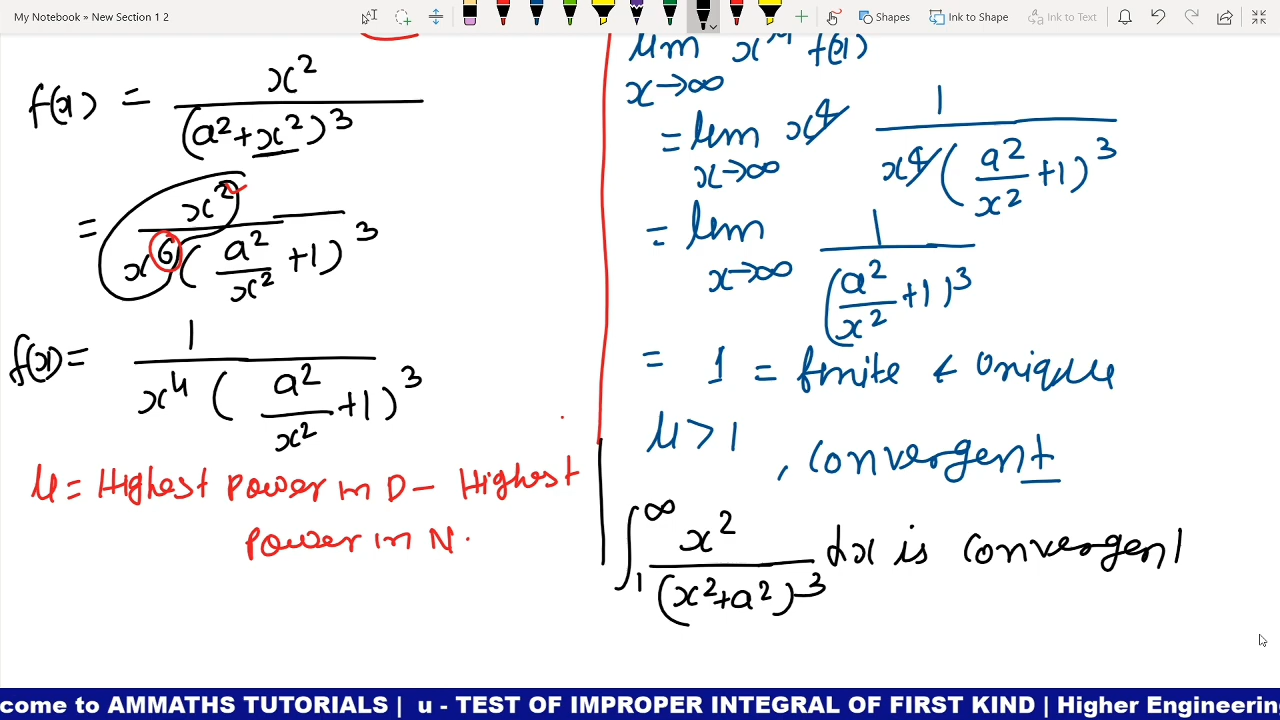 My Notebook » New Section 1 2
Shapes
Ink to Shape
Ink to Text
f(x) = x² / (a²+x²)³
= x² / x⁶ (a²/x² +1)³
f(x) = 1 / x⁴ (a²/x² +1)³
μ = Highest power in D - Highest
power in N.
lim x→∞ x^μ f(x)
= lim x→∞ x⁴ 1 / x⁴ (a²/x² +1)³
= lim x→∞ 1 / (a²/x² +1)³
= 1 = finite & unique
μ > 1
, convergent
∫₁^∞ x² / (x²+a²)³ dx is convergent
come to AMMATHS TUTORIALS | u - TEST OF IMPROPER INTEGRAL OF FIRST KIND | Higher Engineerin